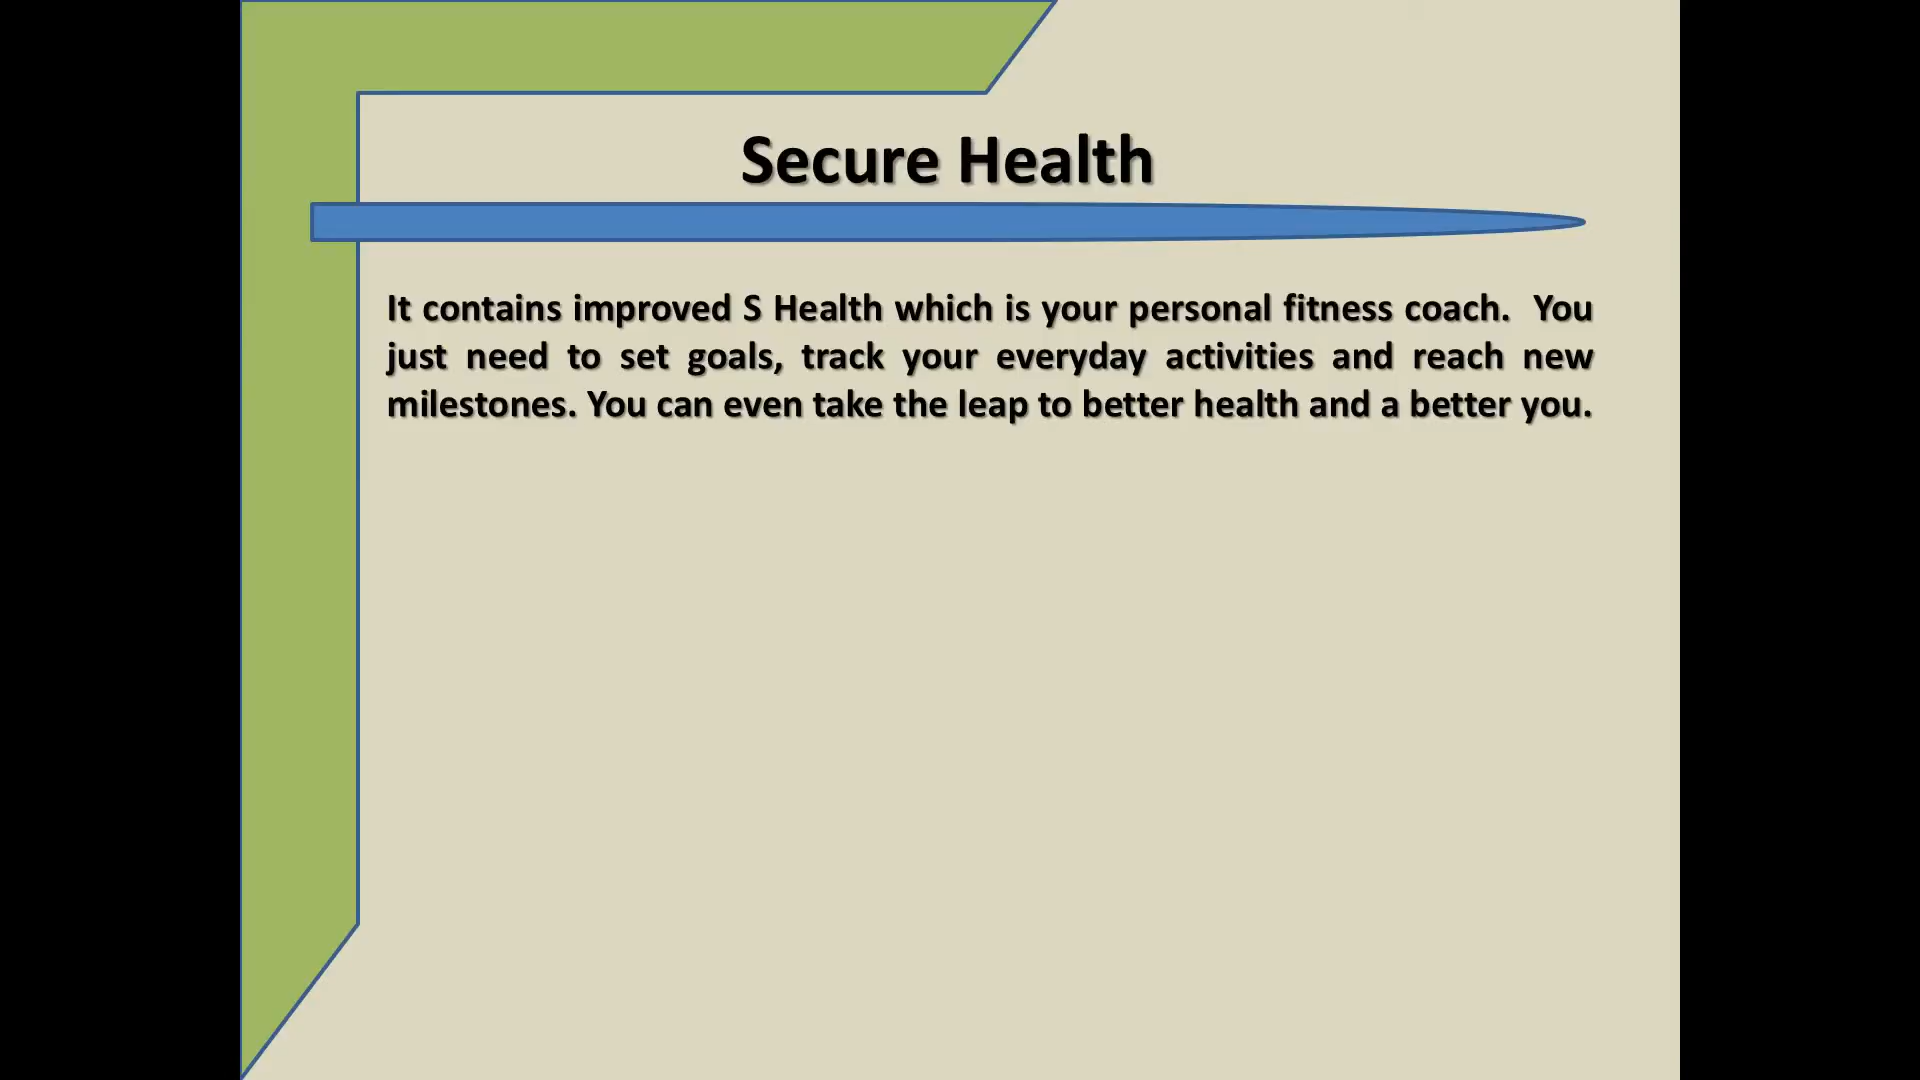 Secure Health
It contains improved S Health which is your personal fitness coach.  You
just need to set goals, track your everyday activities and reach new
milestones. You can even take the leap to better health and a better you.